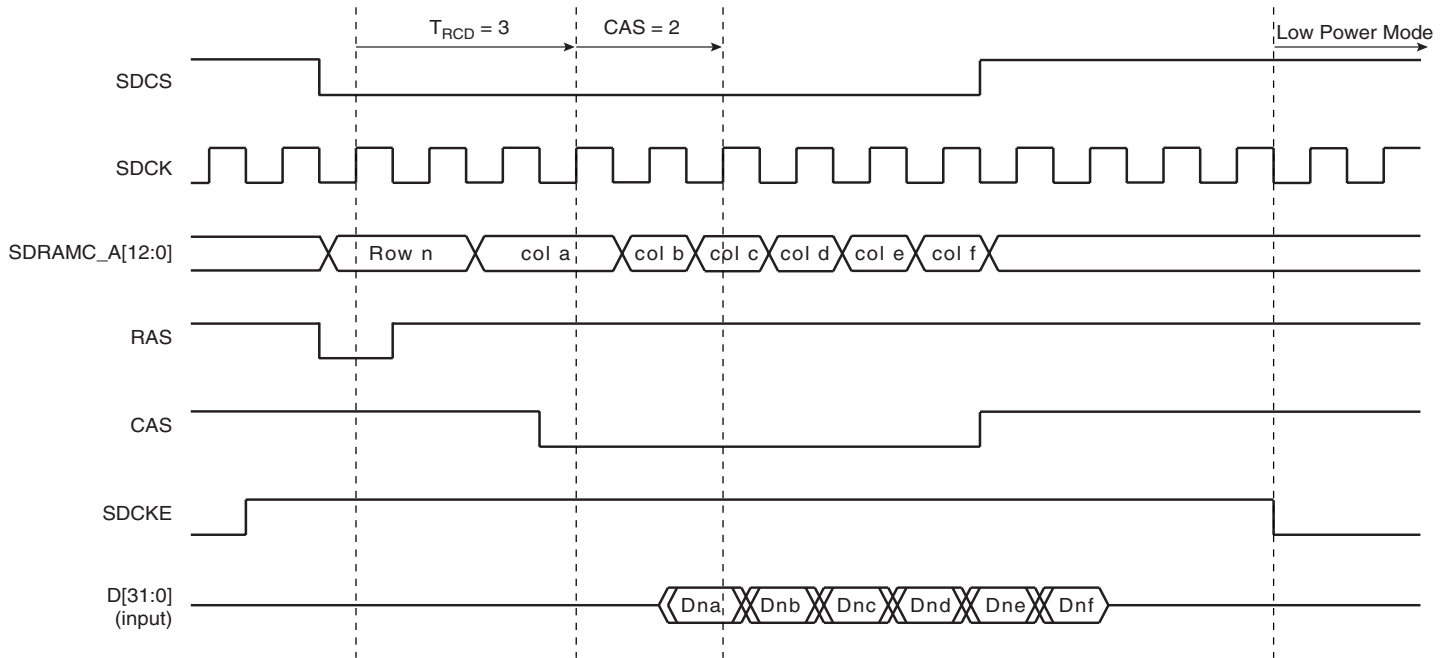 T_RCD = 3
CAS = 2
Low Power Mode
SDCS
SDCK
SDRAMC_A[12:0]
Row n
col a
col b
col c
col d
col e
col f
RAS
CAS
SDCKE
D[31:0]
(input)
Dna
Dnb
Dnc
Dnd
Dne
Dnf